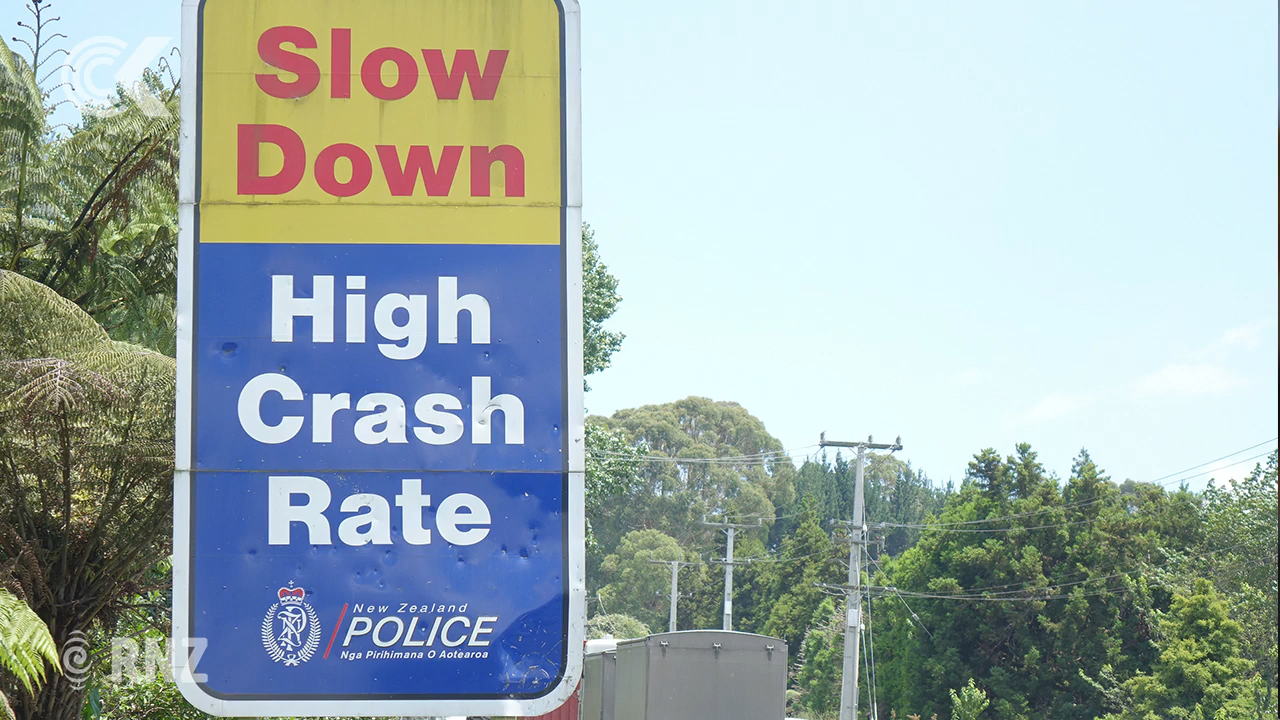 Slow
Down
High
Crash
Rate
New Zealand
POLICE
Nga Pirihimana O Aotearoa
© RNZ